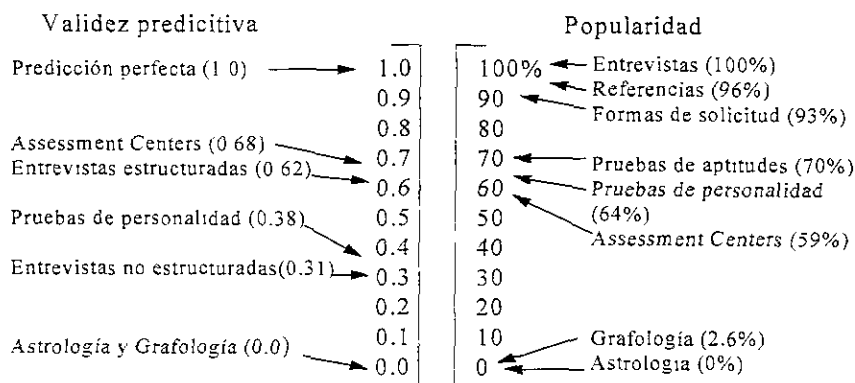 Validez predicitiva
Predicción perfecta (1 0)
Assessment Centers (0 68)
Entrevistas estructuradas (0 62)
Pruebas de personalidad (0.38)
Entrevistas no estructuradas(0.31)
Astrología y Grafología (0.0)
1.0
0.9
0.8
0.7
0.6
0.5
0.4
0.3
0.2
0.1
0.0
Popularidad
100%
90
80
70
60
50
40
30
20
10
0
Entrevistas (100%)
Referencias (96%)
Formas de solicitud (93%)
Pruebas de aptitudes (70%)
Pruebas de personalidad
(64%)
Assessment Centers (59%)
Grafología (2.6%)
Astrologia (0%)